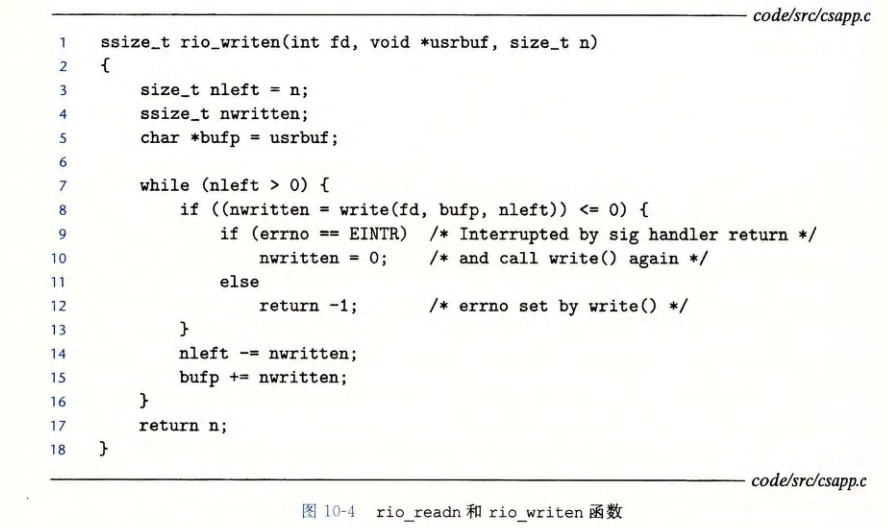 code/src/csapp.c
1 ssize_t rio_writen(int fd, void *usrbuf, size_t n)
2 {
3     size_t nleft = n;
4     ssize_t nwritten;
5     char *bufp = usrbuf;
6
7     while (nleft > 0) {
8         if ((nwritten = write(fd, bufp, nleft)) <= 0) {
9             if (errno == EINTR)  /* Interrupted by sig handler return */
10                 nwritten = 0;    /* and call write() again */
11             else
12                 return -1;       /* errno set by write() */
13         }
14         nleft -= nwritten;
15         bufp += nwritten;
16     }
17     return n;
18 }
code/src/csapp.c
图 10-4 rio_readn 和 rio_writen 函数